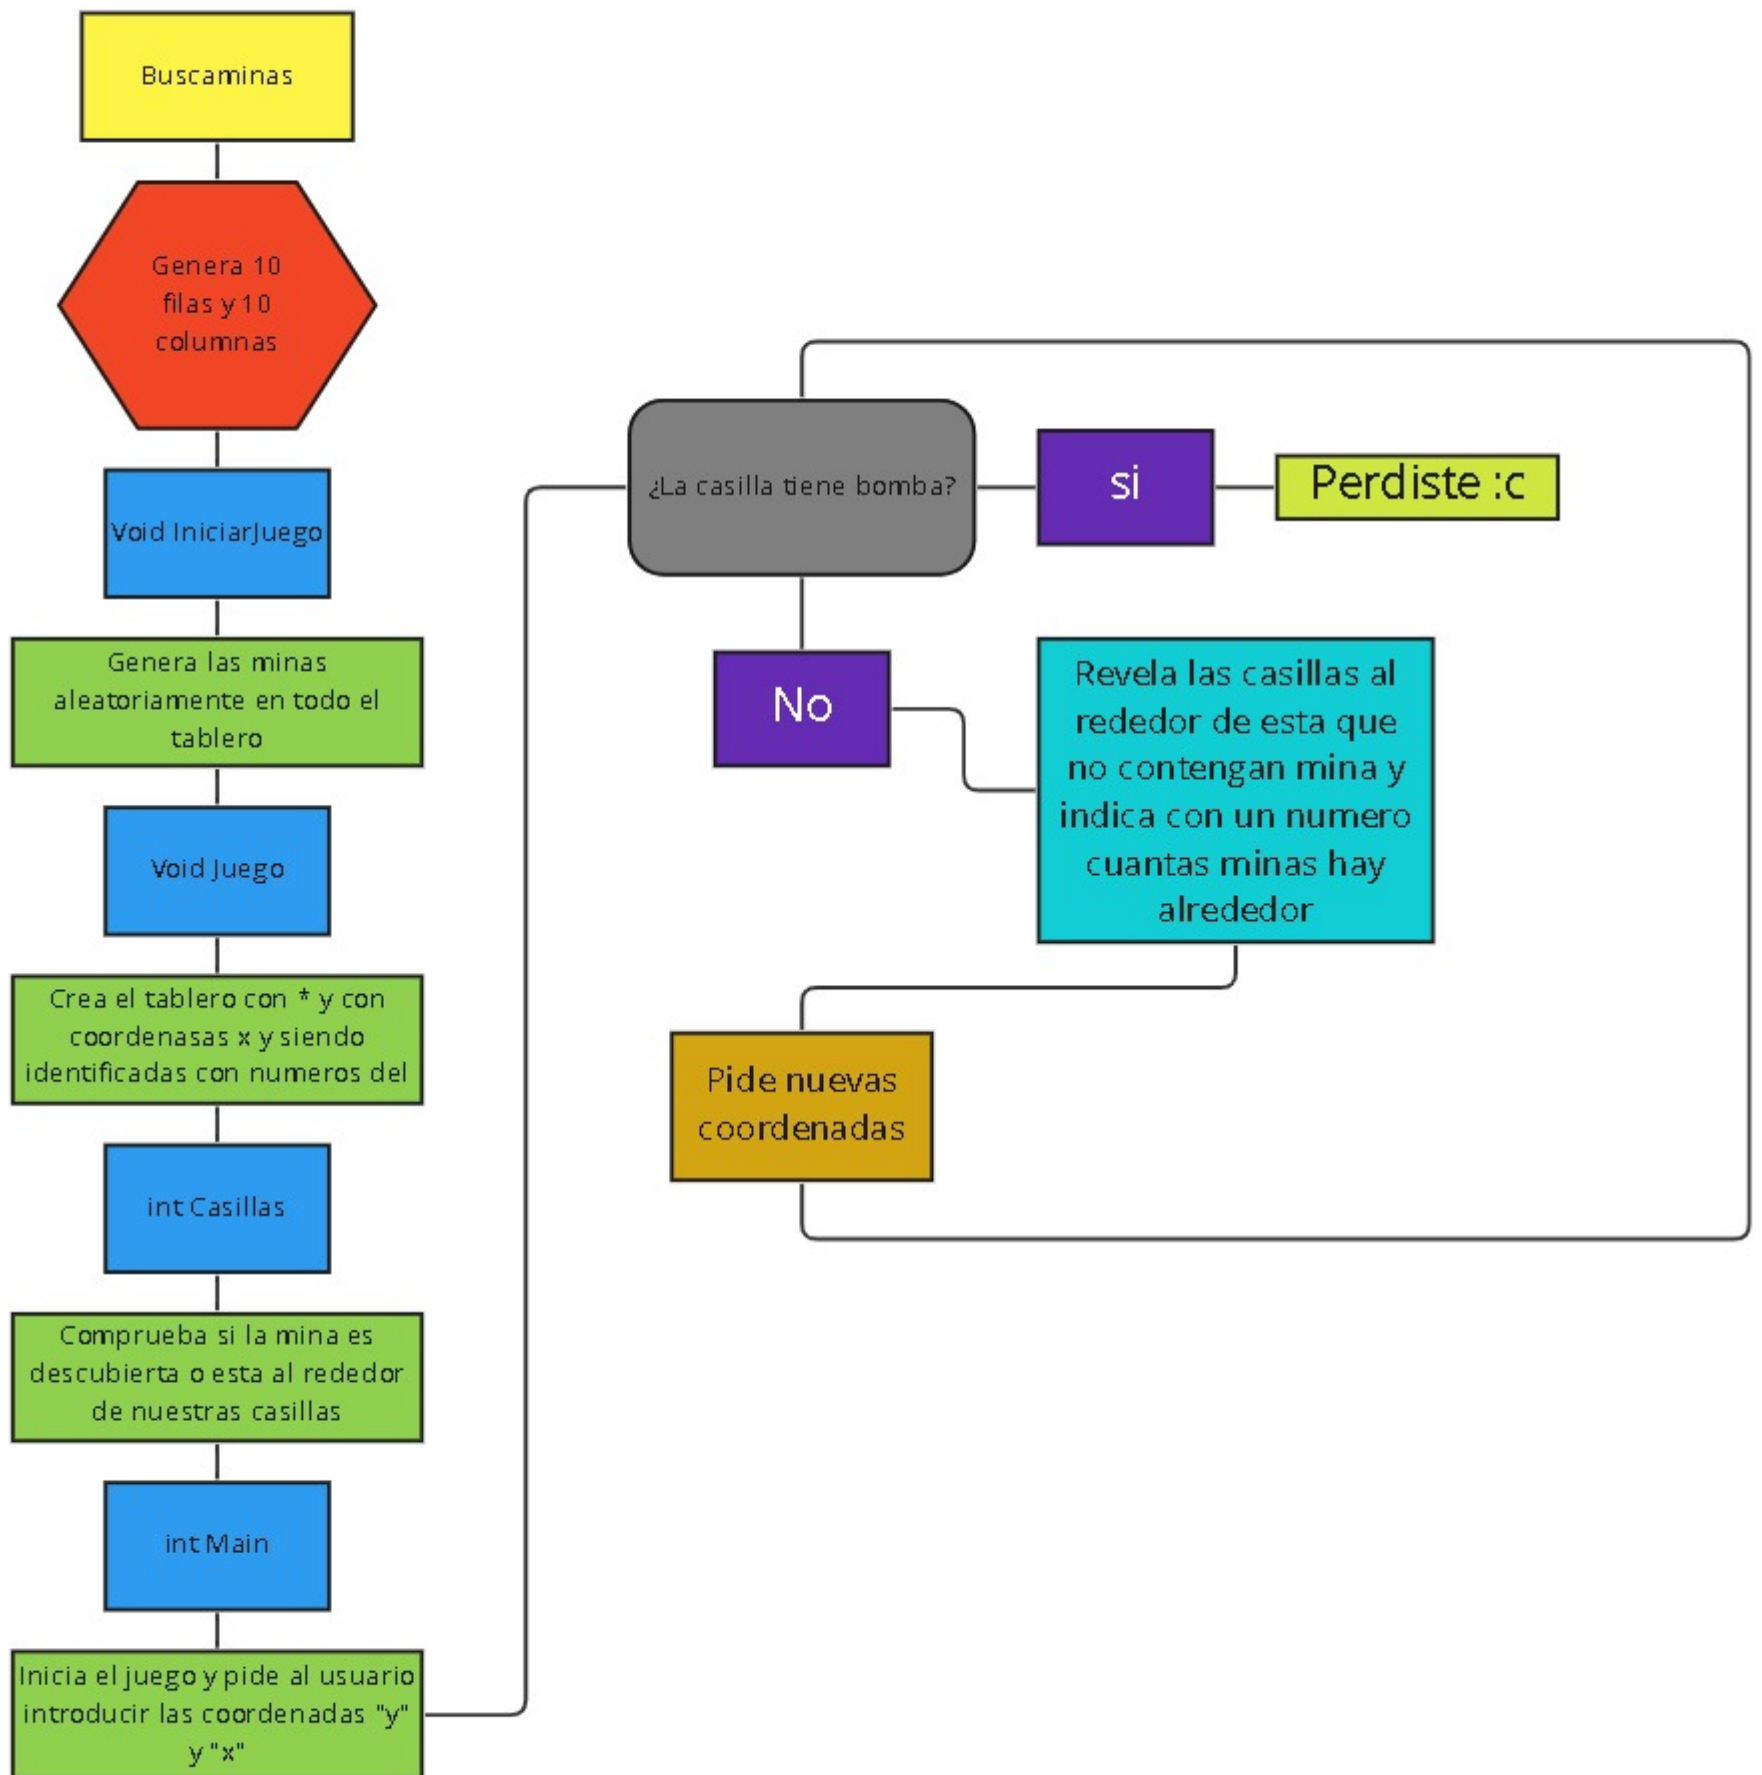 Buscaminas
Genera 10
filas y 10
columnas
Void IniciarJuego
Genera las minas
aleatoriamente en todo el
tablero
Void Juego
Crea el tablero con * y con
coordenasas x y siendo
identificadas con numeros del
int Casillas
Comprueba si la mina es
descubierta o esta al rededor
de nuestras casillas
int Main
Inicia el juego y pide al usuario
introducir las coordenadas "y"
y "x"
¿La casilla tiene bomba?
si
Perdiste :c
No
Revela las casillas al
rededor de esta que
no contengan mina y
indica con un numero
cuantas minas hay
alrededor
Pide nuevas
coordenadas